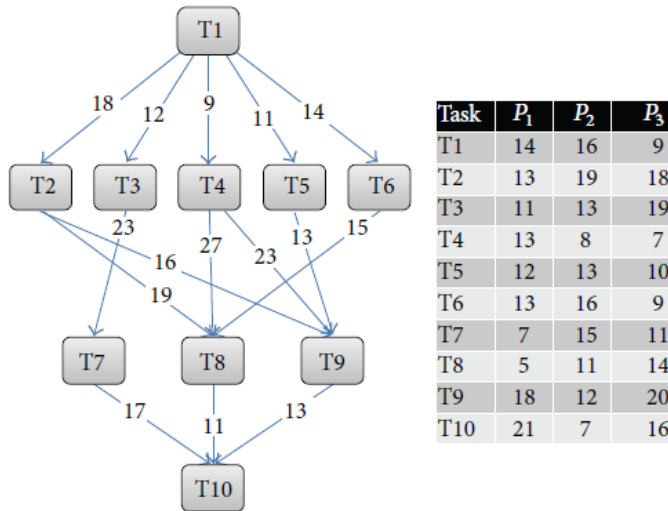 T1
18 12 9 11 14
T2 T3 T4 T5 T6
23 27 13 15
16 23
19
T7 T8 T9
17 11 13
T10
Task P1 P2 P3
T1 14 16 9
T2 13 19 18
T3 11 13 19
T4 13 8 7
T5 12 13 10
T6 13 16 9
T7 7 15 11
T8 5 11 14
T9 18 12 20
T10 21 7 16